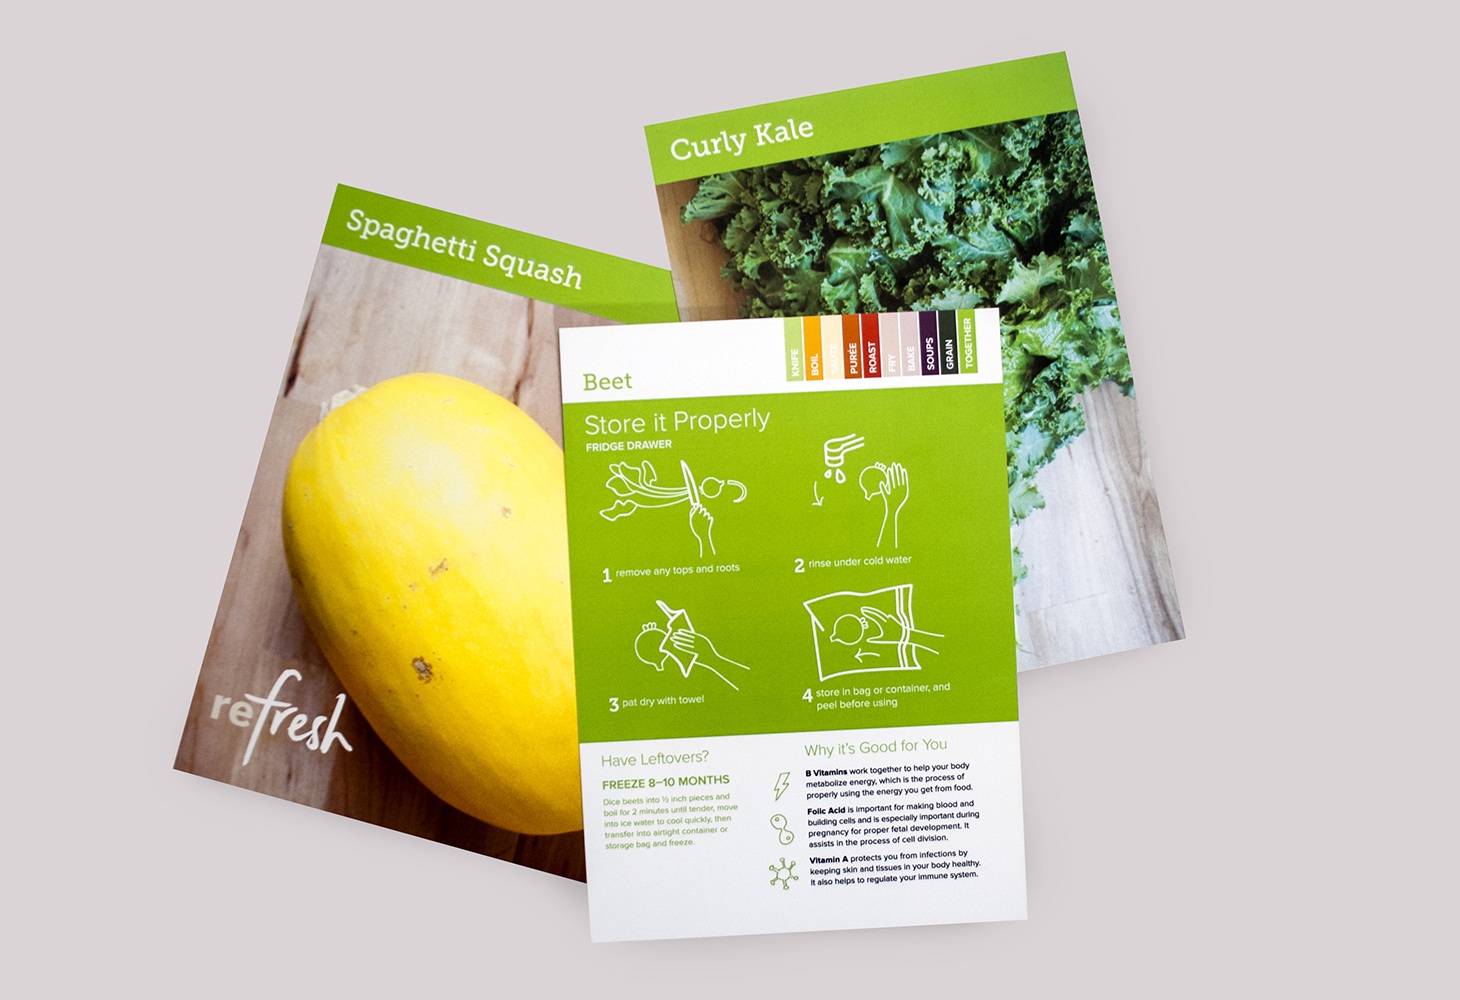 Curly Kale
Spaghetti Squash
refresh
Beet
KNIFE
BOIL
SAUTÉ
PURÉE
ROAST
FRY
BAKE
SOUPS
GRAIN
TOGETHER
Store it Properly
FRIDGE DRAWER
1 remove any tops and roots
2 rinse under cold water
3 pat dry with towel
4 store in bag or container, and
peel before using
Have Leftovers?
FREEZE 8–10 MONTHS
Dice beets into ½ inch pieces and
boil for 2 minutes until tender, move
into ice water to cool quickly, then
transfer into airtight container or
storage bag and freeze.
Why it's Good for You
B Vitamins work together to help your body
metabolize energy, which is the process of
properly using the energy you get from food.
Folic Acid is important for making blood and
building cells and is especially important during
pregnancy for proper fetal development. It
assists in the process of cell division.
Vitamin A protects you from infections by
keeping skin and tissues in your body healthy.
It also helps to regulate your immune system.